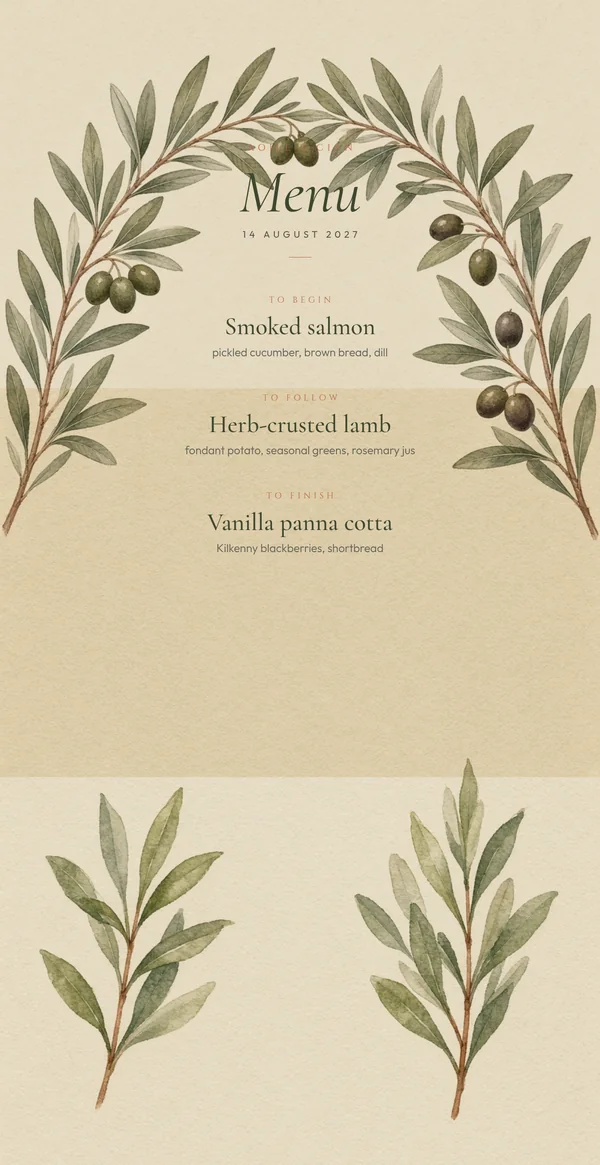 Menu
14 AUGUST 2027
TO BEGIN
Smoked salmon
pickled cucumber, brown bread, dill
TO FOLLOW
Herb-crusted lamb
fondant potato, seasonal greens, rosemary jus
TO FINISH
Vanilla panna cotta
Kilkenny blackberries, shortbread